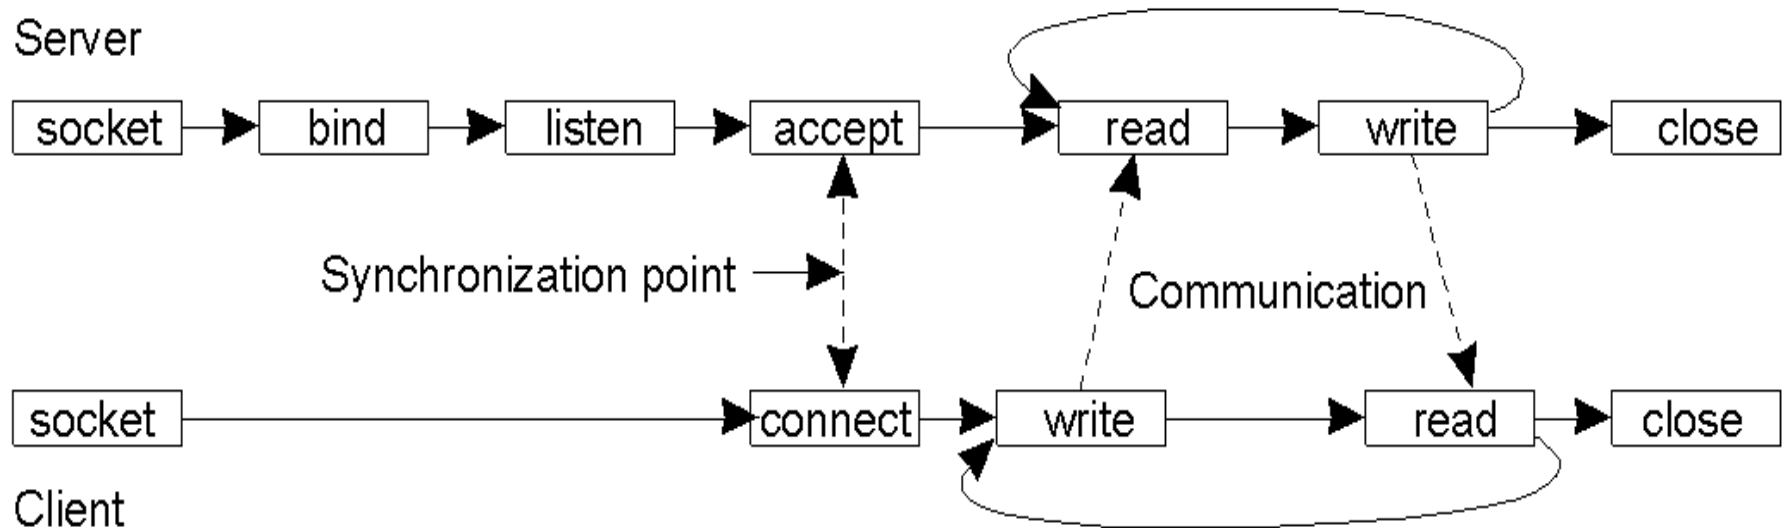 Server
socket bind listen accept read write close
Synchronization point
Communication
socket connect write read close
Client